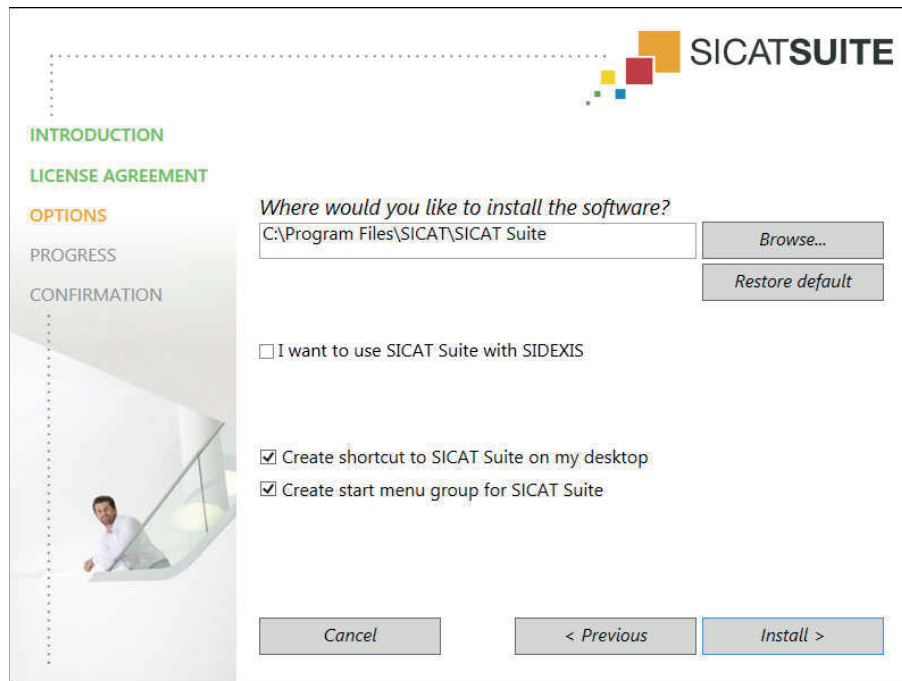 SICATSUITE
INTRODUCTION
LICENSE AGREEMENT
OPTIONS
PROGRESS
CONFIRMATION
Where would you like to install the software?
C:\Program Files\SICAT\SICAT Suite
Browse...
Restore default
I want to use SICAT Suite with SIDEXIS
Create shortcut to SICAT Suite on my desktop
Create start menu group for SICAT Suite
Cancel
< Previous
Install >